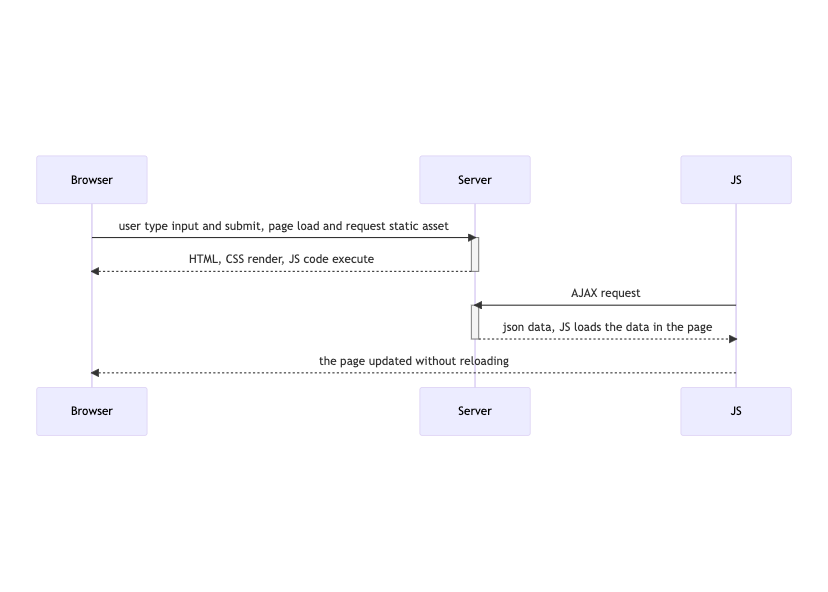 Browser
Server
JS
user type input and submit, page load and request static asset
HTML, CSS render, JS code execute
AJAX request
json data, JS loads the data in the page
the page updated without reloading
Browser
Server
JS